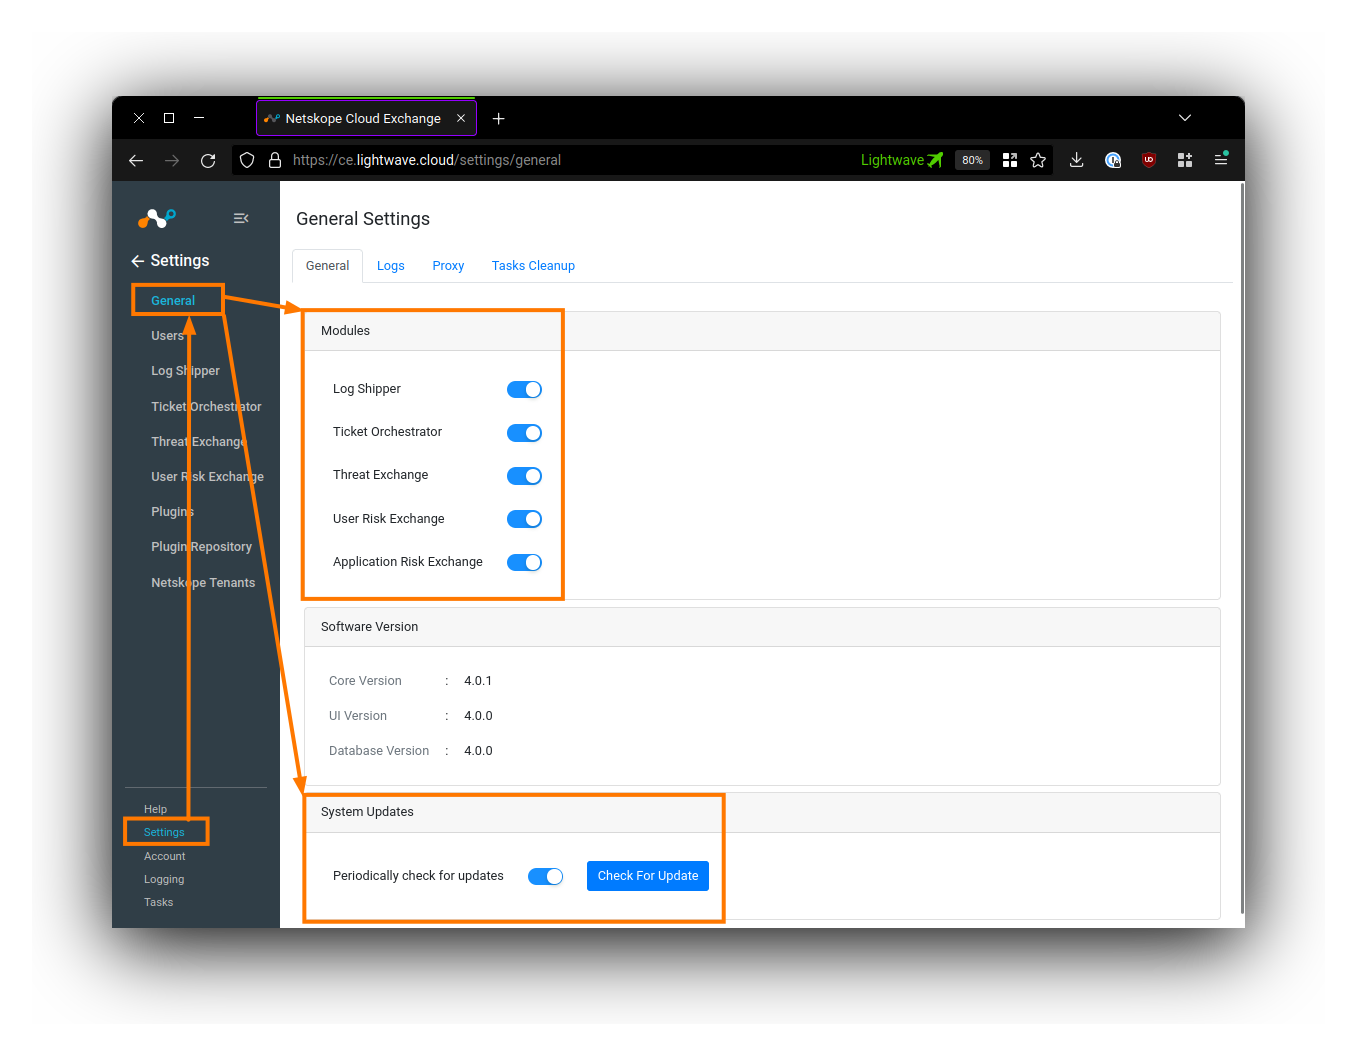 Netskope Cloud Exchange
https://ce.lightwave.cloud/settings/general
Lightwave
80%
Settings
General
Users
Log Shipper
Ticket Orchestrator
Threat Exchange
User Risk Exchange
Plugins
Plugin Repository
Netskope Tenants
Help
Settings
Account
Logging
Tasks
General Settings
General Logs Proxy Tasks Cleanup
Modules
Log Shipper
Ticket Orchestrator
Threat Exchange
User Risk Exchange
Application Risk Exchange
Software Version
Core Version : 4.0.1
UI Version : 4.0.0
Database Version : 4.0.0
System Updates
Periodically check for updates Check For Update